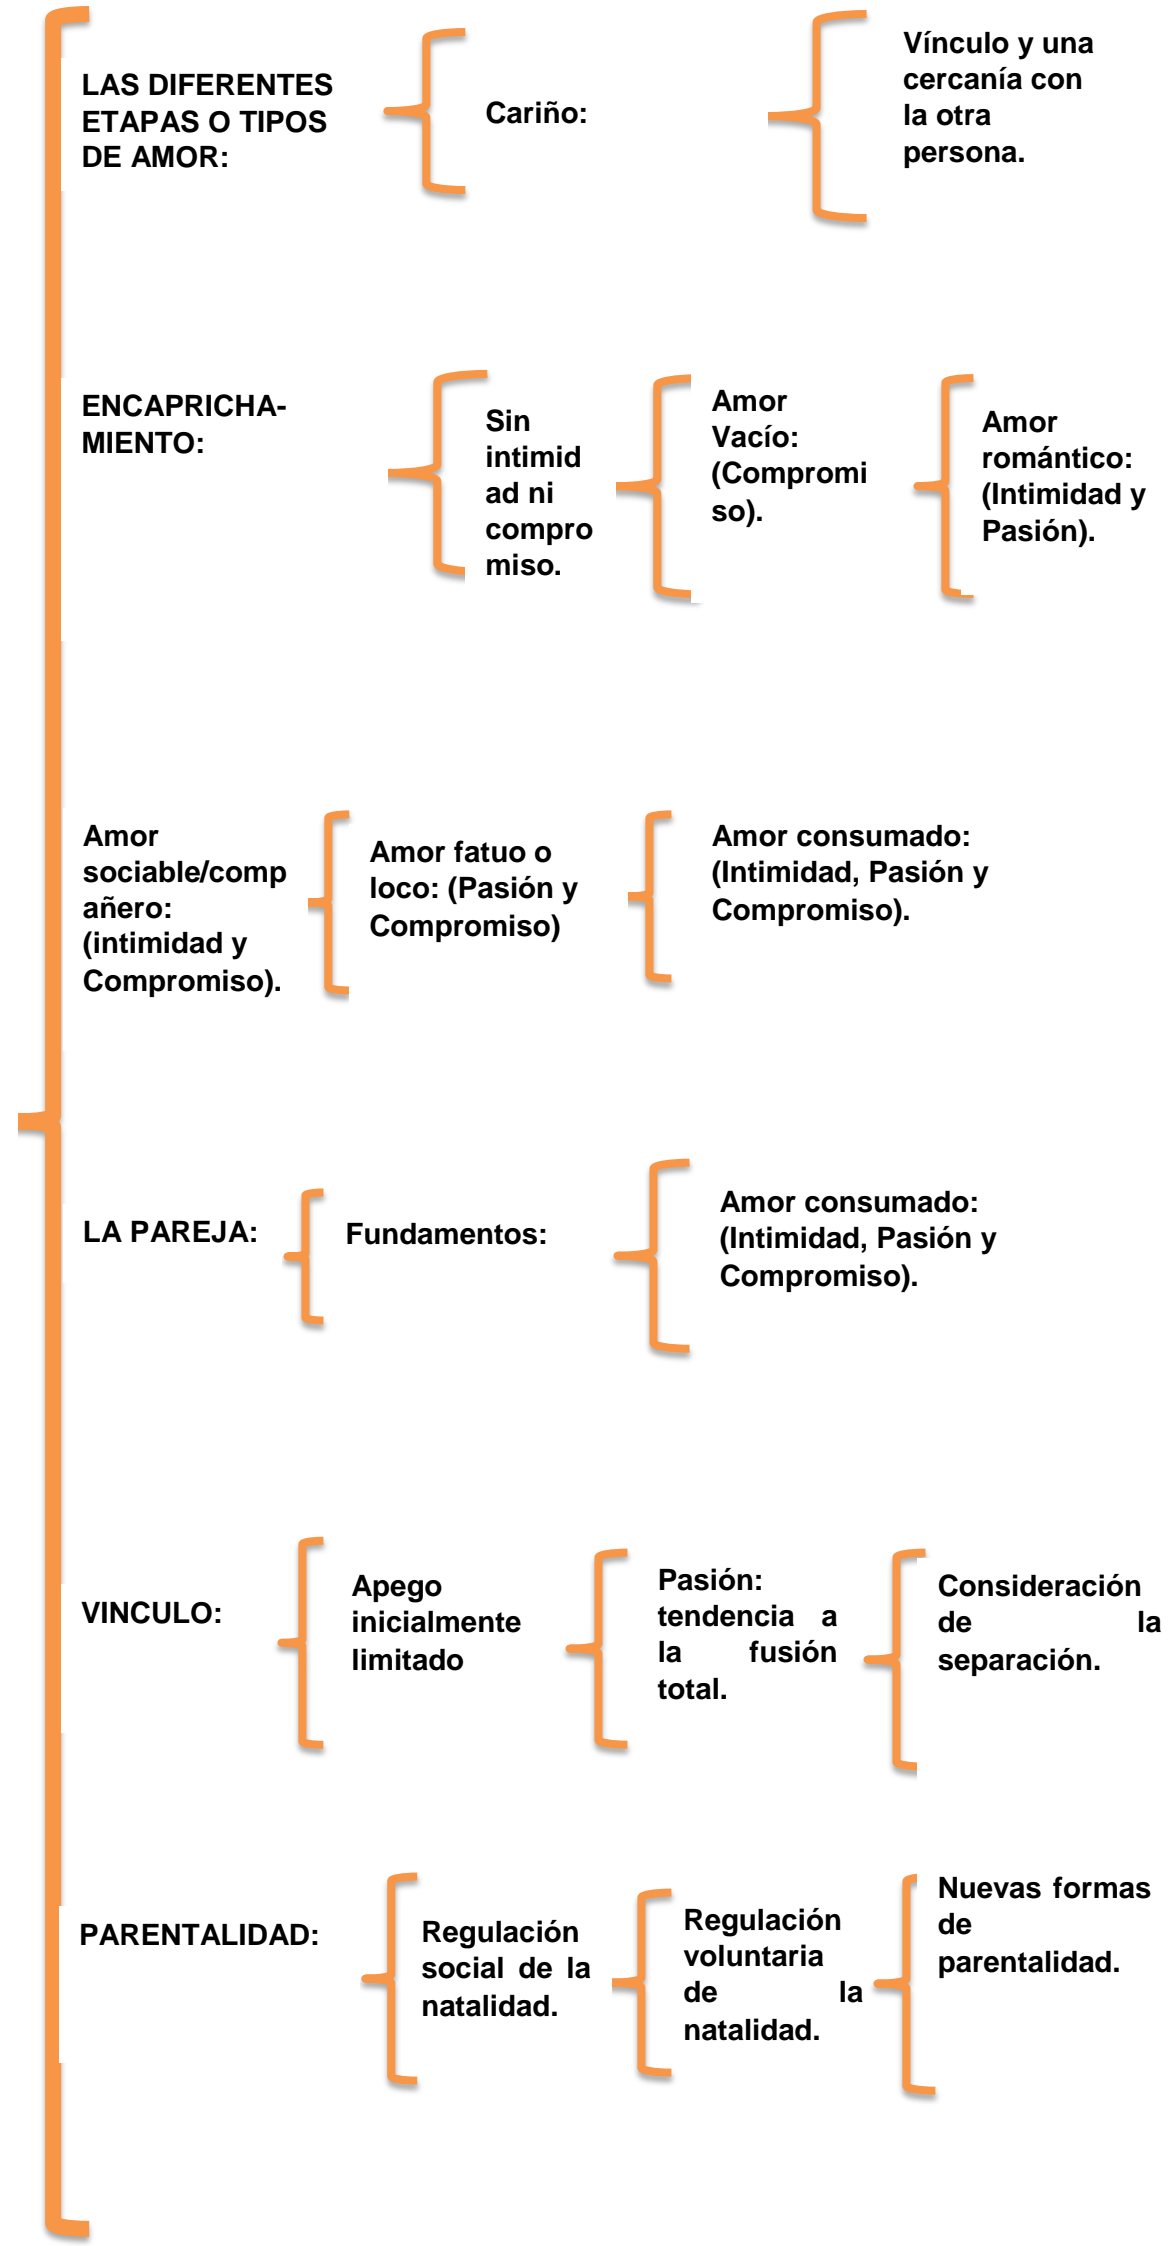 LAS DIFERENTES
ETAPAS O TIPOS
DE AMOR:
Cariño:
Vínculo y una
cercanía con
la otra
persona.
ENCAPRICHA-
MIENTO:
Sin
intimid
ad ni
compro
miso.
Amor
Vacío:
(Compromi
so).
Amor
romántico:
(Intimidad y
Pasión).
Amor
sociable/comp
añero:
(intimidad y
Compromiso).
Amor fatuo o
loco: (Pasión y
Compromiso)
Amor consumado:
(Intimidad, Pasión y
Compromiso).
LA PAREJA:
Fundamentos:
Amor consumado:
(Intimidad, Pasión y
Compromiso).
VINCULO:
Apego
inicialmente
limitado
Pasión:
tendencia a
la fusión
total.
Consideración
de la
separación.
PARENTALIDAD:
Regulación
social de la
natalidad.
Regulación
voluntaria
de la
natalidad.
Nuevas formas
de
parentalidad.